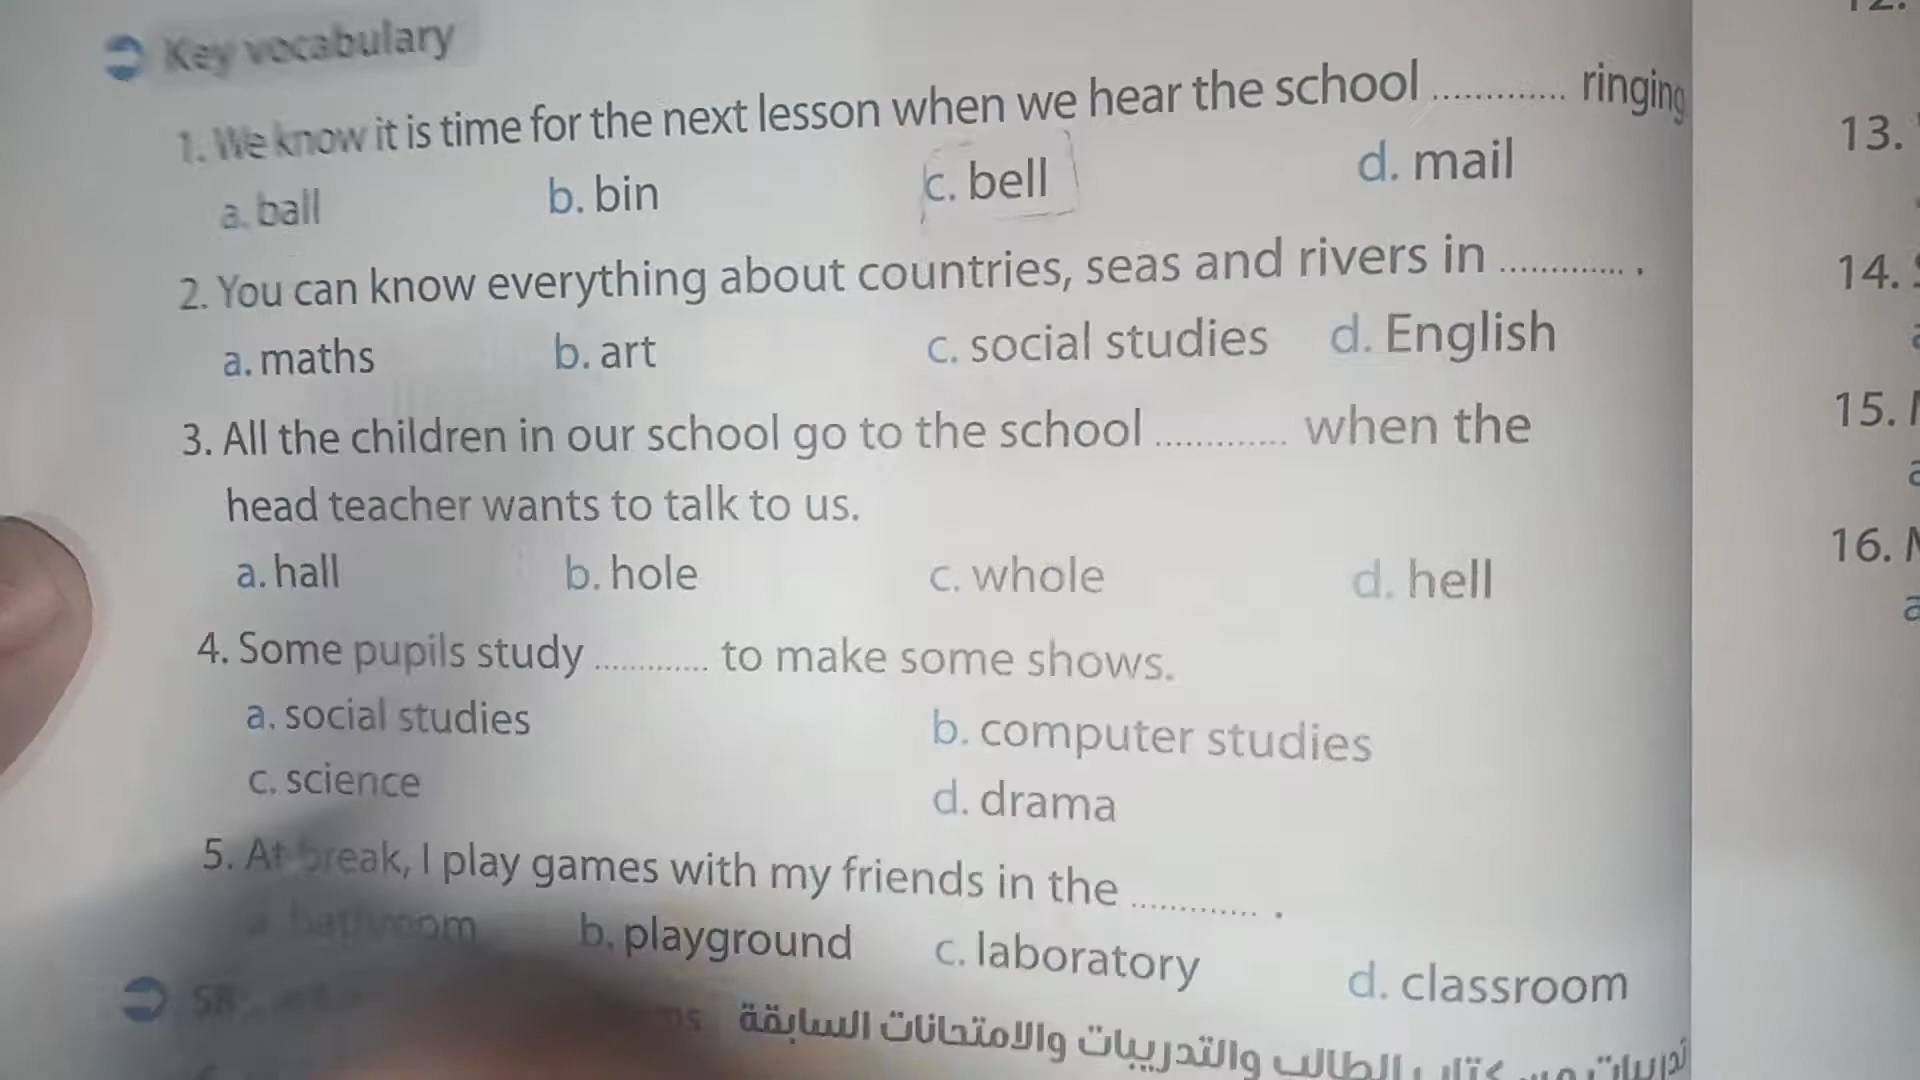 Key vocabulary
1. We know it is time for the next lesson when we hear the school ............. ringing
a. ball b. bin c. bell d. mail
2. You can know everything about countries, seas and rivers in ............. .
a. maths b. art c. social studies d. English
3. All the children in our school go to the school ............. when the
head teacher wants to talk to us.
a. hall b. hole c. whole d. hell
4. Some pupils study ............. to make some shows.
a. social studies b. computer studies
c. science d. drama
5. At break, I play games with my friends in the ............. .
a. bathroom b. playground c. laboratory d. classroom
تدريبات من كتاب الطالب والتدريبات والامتحانات السابقة
13.
14.
15.
16.